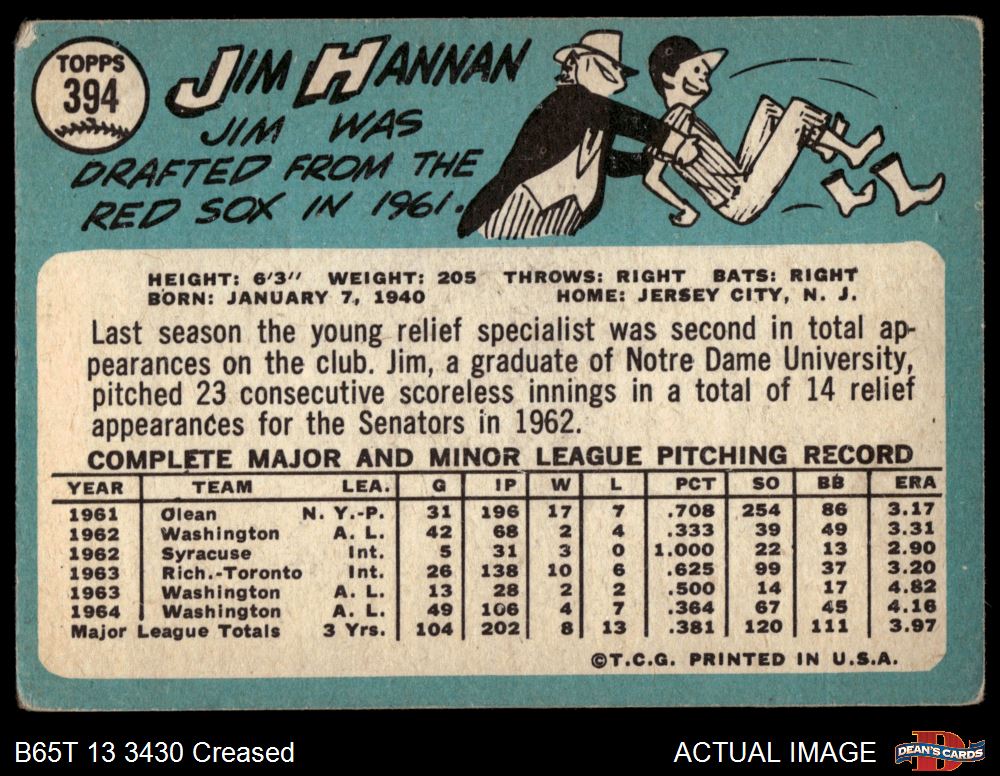 TOPPS
394
JIM HANNAN
JIM WAS
DRAFTED FROM THE
RED SOX IN 1961.
HEIGHT: 6'3" WEIGHT: 205 THROWS: RIGHT BATS: RIGHT
BORN: JANUARY 7, 1940 HOME: JERSEY CITY, N. J.
Last season the young relief specialist was second in total ap-
pearances on the club. Jim, a graduate of Notre Dame University,
pitched 23 consecutive scoreless innings in a total of 14 relief
appearances for the Senators in 1962.
COMPLETE MAJOR AND MINOR LEAGUE PITCHING RECORD
YEAR TEAM LEA. G IP W L PCT SO BB ERA
1961 Olean N. Y.-P. 31 196 17 7 .708 254 86 3.17
1962 Washington A. L. 42 68 2 4 .333 39 49 3.31
1962 Syracuse Int. 5 31 3 0 1.000 22 13 2.90
1963 Rich.-Toronto Int. 26 138 10 6 .625 99 37 3.20
1963 Washington A. L. 13 28 2 2 .500 14 17 4.82
1964 Washington A. L. 49 106 4 7 .364 67 45 4.16
Major League Totals 3 Yrs. 104 202 8 13 .381 120 111 3.97
©T.C.G. PRINTED IN U.S.A.
B65T 13 3430 Creased
ACTUAL IMAGE
DEAN'S CARDS